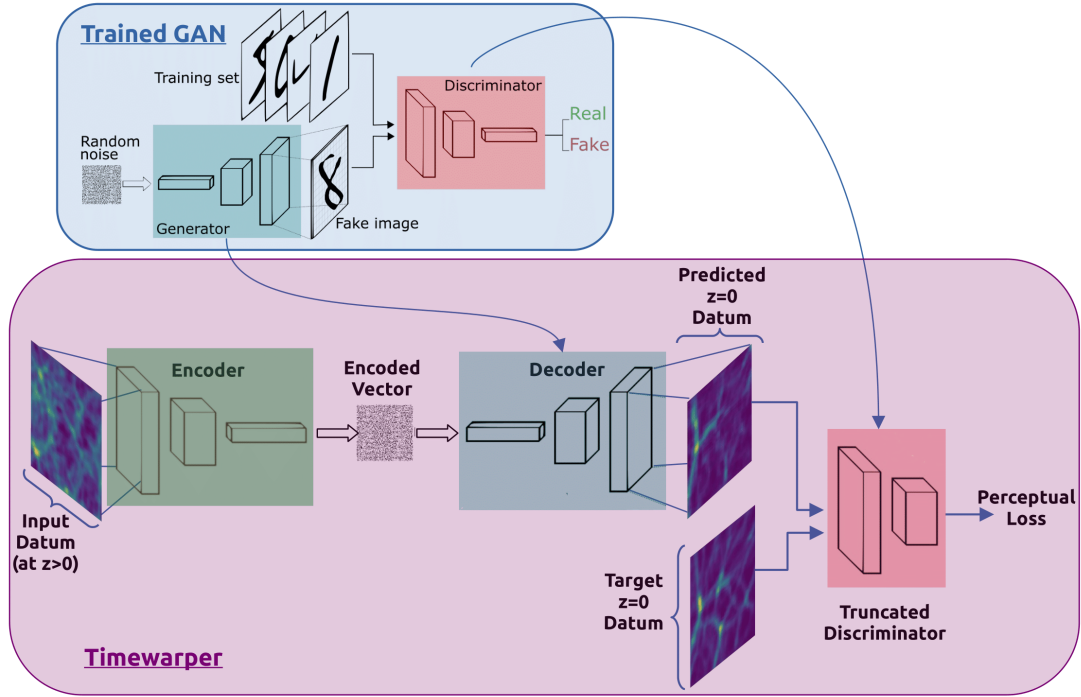 Trained GAN
Training set
Discriminator
Real
Fake
Random
noise
Generator
Fake image
Predicted
z=0
Datum
Encoder
Encoded
Vector
Decoder
Input
Datum
(at z>0)
Perceptual
Loss
Target
z=0
Datum
Truncated
Discriminator
Timewarper